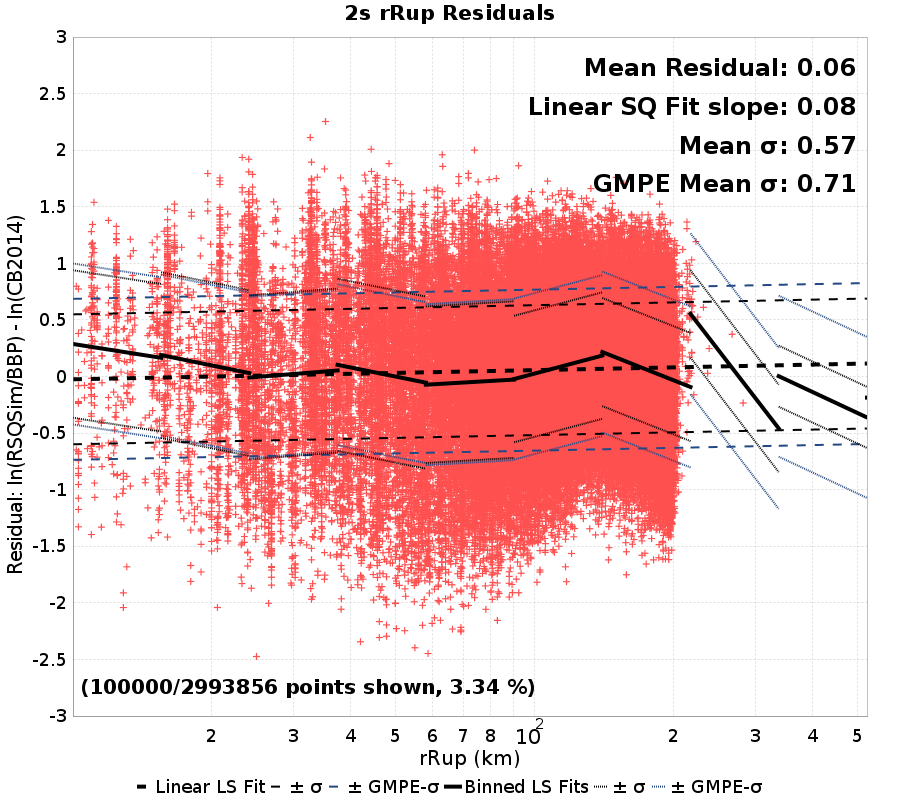 2s rRup Residuals
Mean Residual: 0.06
Linear SQ Fit slope: 0.08
Mean σ: 0.57
GMPE Mean σ: 0.71
3
2.5
2
1.5
1
0.5
0
-0.5
-1
-1.5
-2
-2.5
-3
Residual: ln(RSQSim/BBP) - ln(CB2014)
(100000/2993856 points shown, 3.34 %)
2 3 4 5 6 7 8 10² 2 3 4 5
rRup (km)
Linear LS Fit ± σ ± GMPE-σ Binned LS Fits ± σ ± GMPE-σ